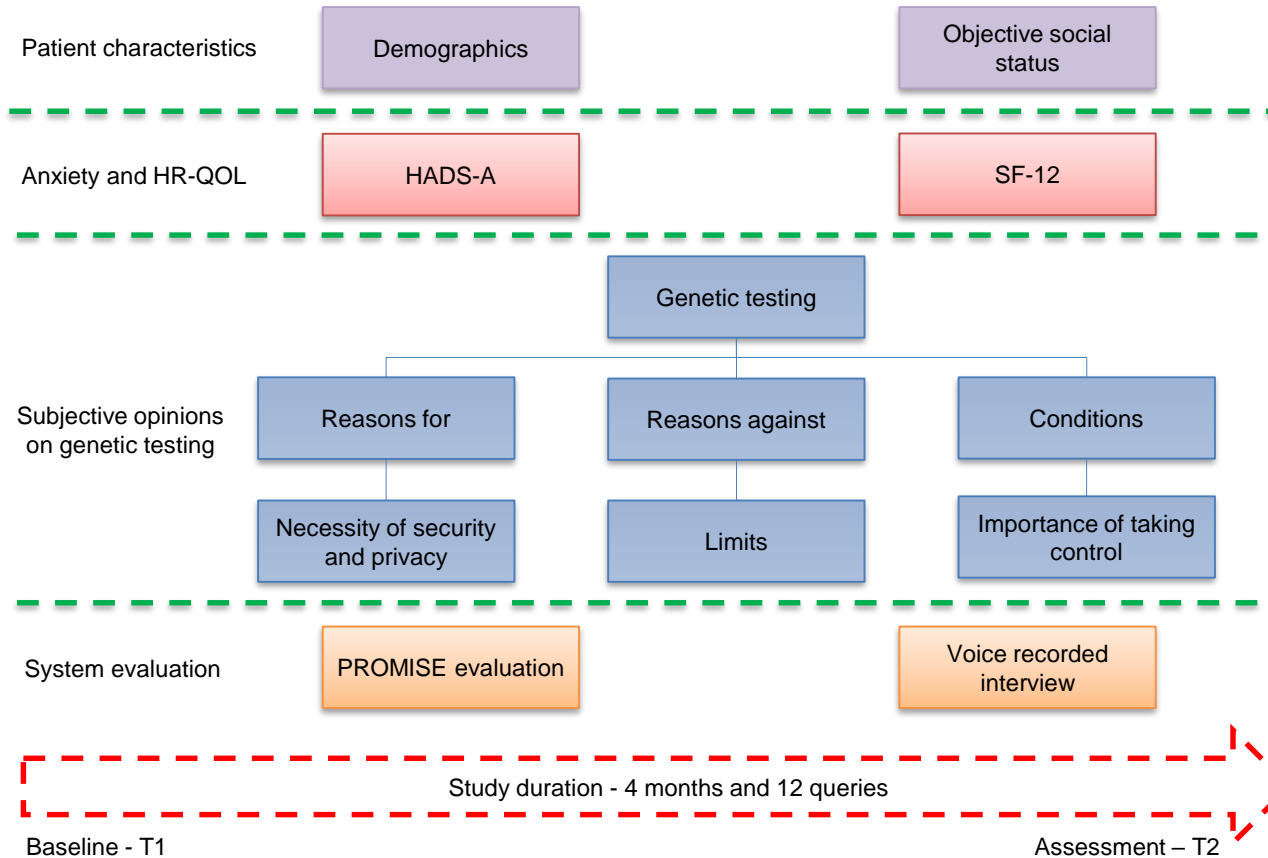 Patient characteristics
Demographics
Objective social
status
Anxiety and HR-QOL
HADS-A
SF-12
Genetic testing
Subjective opinions
on genetic testing
Reasons for
Reasons against
Conditions
Necessity of security
and privacy
Limits
Importance of taking
control
System evaluation
PROMISE evaluation
Voice recorded
interview
Study duration - 4 months and 12 queries
Baseline - T1
Assessment – T2